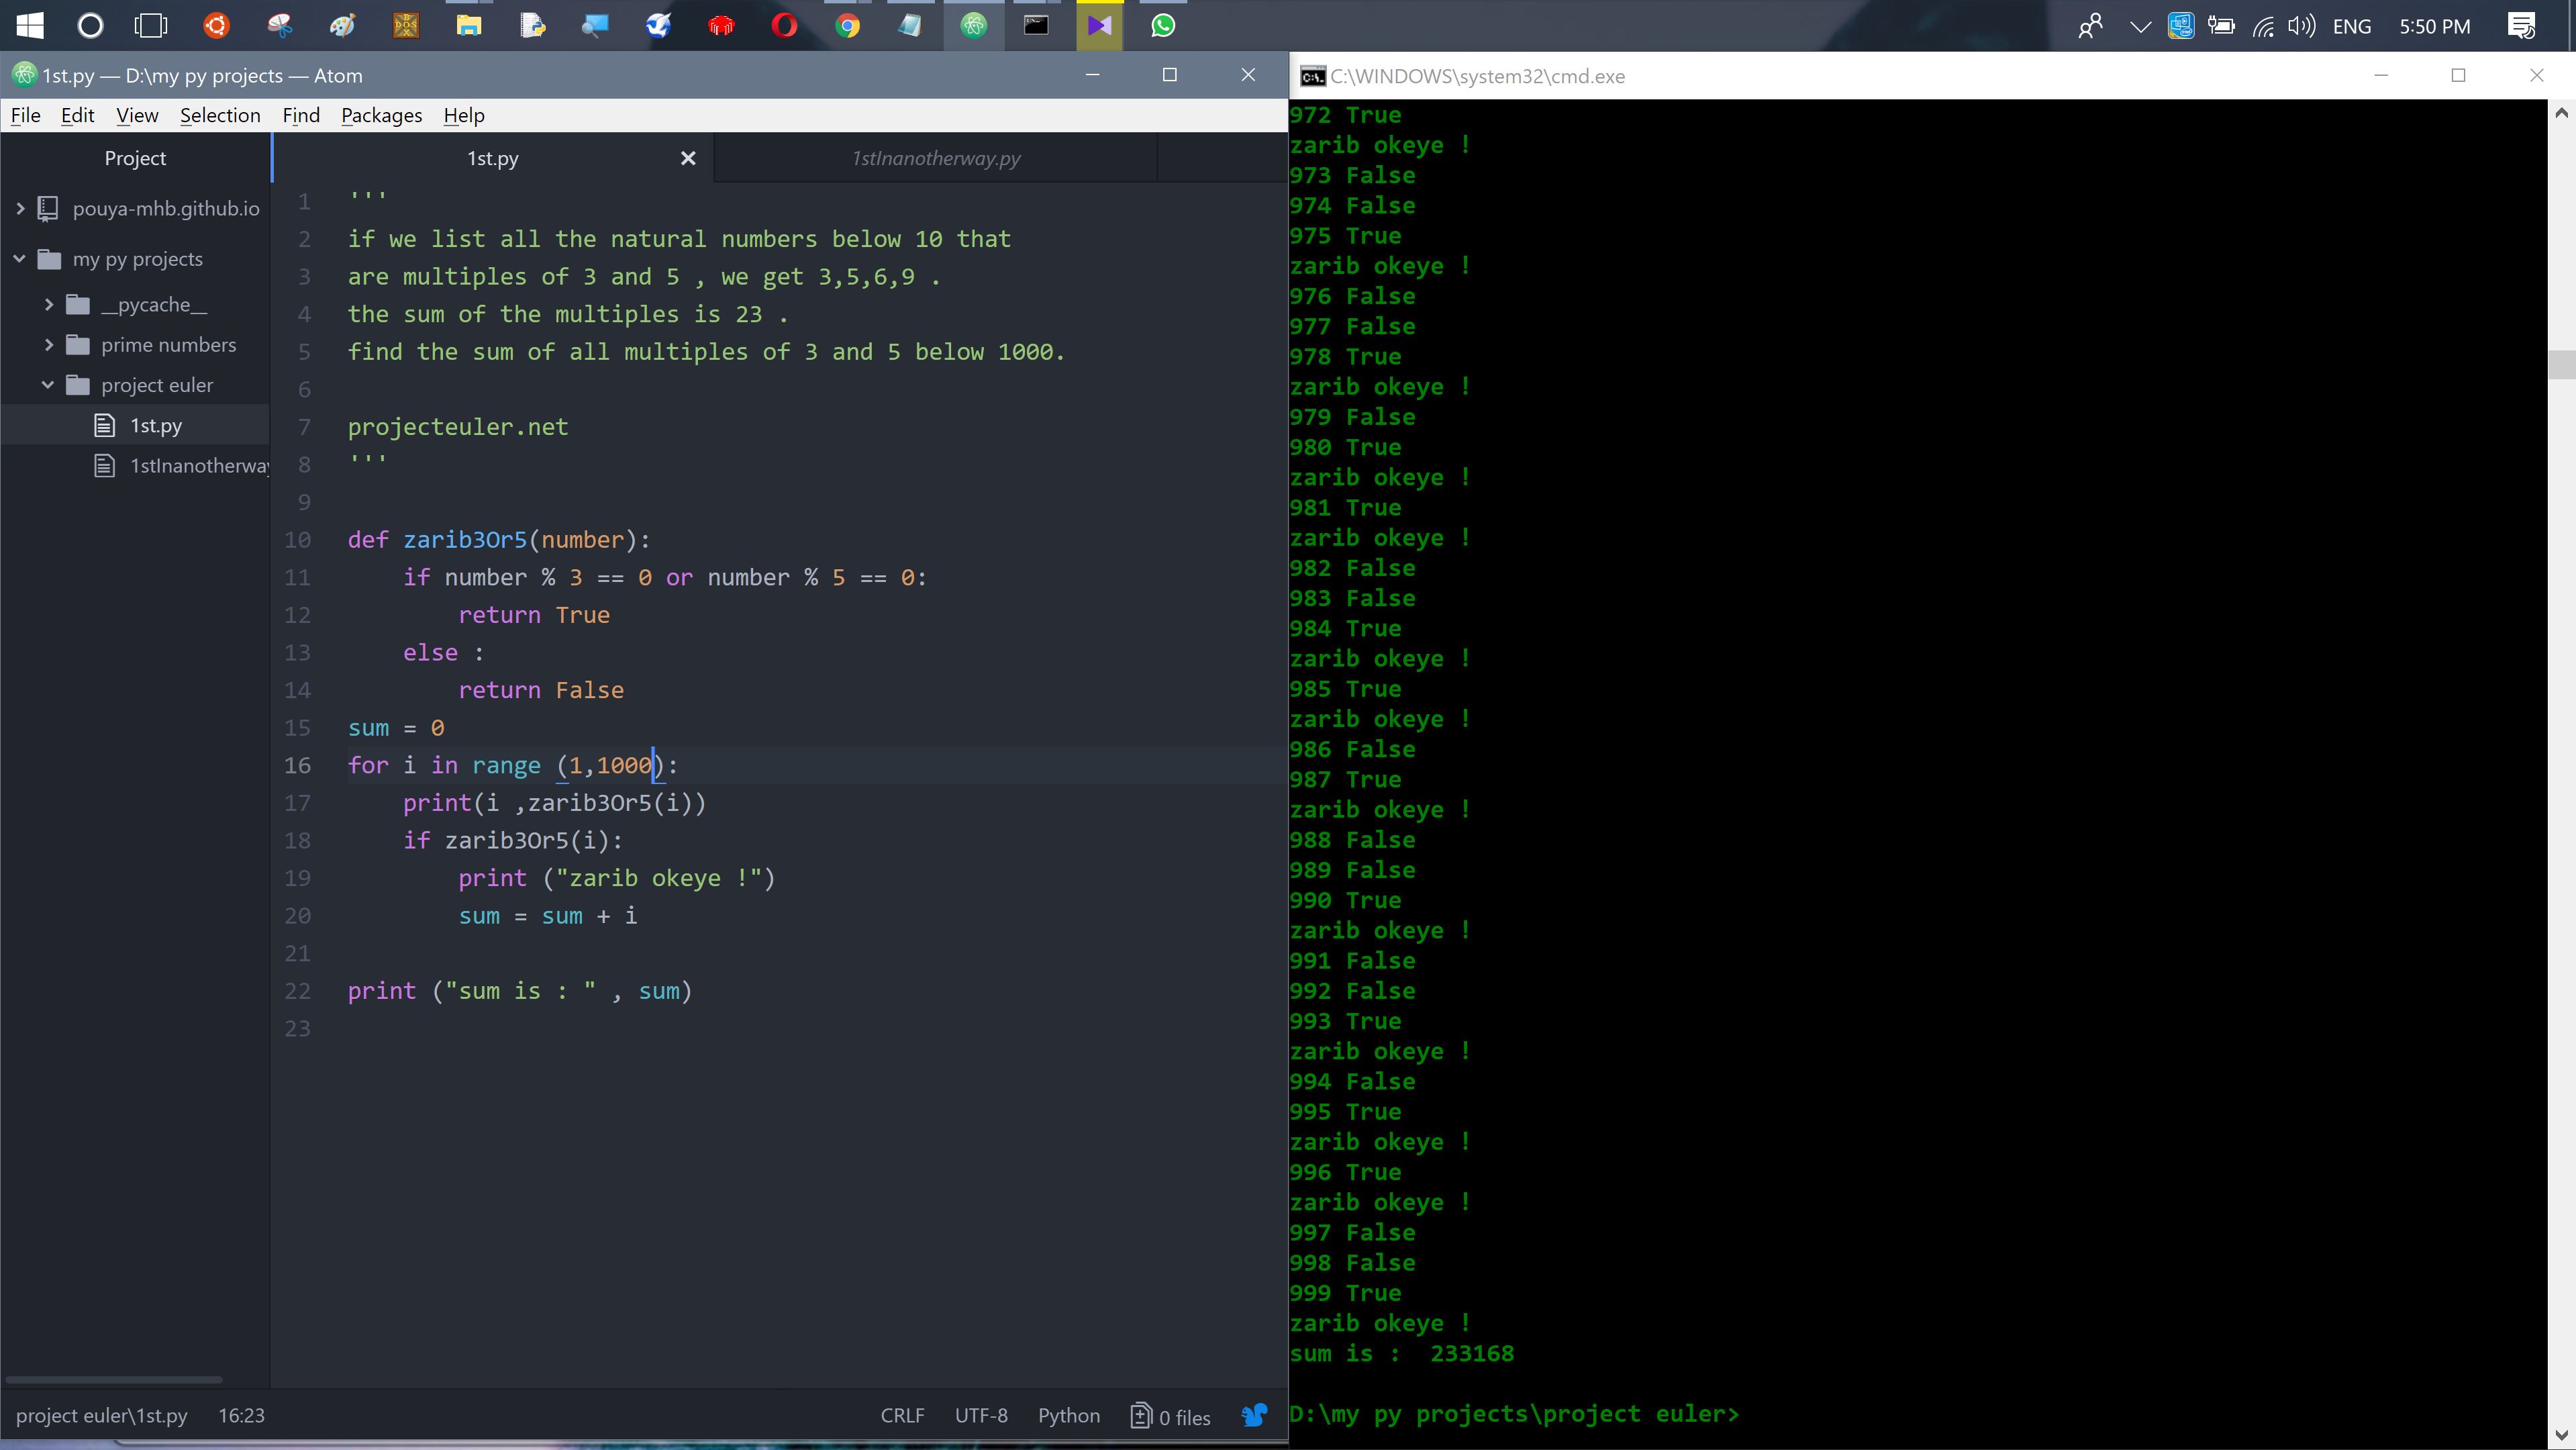 DOS
BOX
ENG
5:50 PM
1st.py — D:\my py projects — Atom
File Edit View Selection Find Packages Help
Project
pouya-mhb.github.io
my py projects
__pycache__
prime numbers
project euler
1st.py
1stInanotherway
1st.py
1stInanotherway.py
1 '''
2 if we list all the natural numbers below 10 that
3 are multiples of 3 and 5 , we get 3,5,6,9 .
4 the sum of the multiples is 23 .
5 find the sum of all multiples of 3 and 5 below 1000.
6
7 projecteuler.net
8 '''
9
10 def zarib3Or5(number):
11     if number % 3 == 0 or number % 5 == 0:
12         return True
13     else :
14         return False
15 sum = 0
16 for i in range (1,1000):
17     print(i ,zarib3Or5(i))
18     if zarib3Or5(i):
19         print ("zarib okeye !")
20         sum = sum + i
21
22 print ("sum is : " , sum)
23
project euler\1st.py 16:23
CRLF UTF-8 Python 0 files
C:\WINDOWS\system32\cmd.exe
972 True
zarib okeye !
973 False
974 False
975 True
zarib okeye !
976 False
977 False
978 True
zarib okeye !
979 False
980 True
zarib okeye !
981 True
zarib okeye !
982 False
983 False
984 True
zarib okeye !
985 True
zarib okeye !
986 False
987 True
zarib okeye !
988 False
989 False
990 True
zarib okeye !
991 False
992 False
993 True
zarib okeye !
994 False
995 True
zarib okeye !
996 True
zarib okeye !
997 False
998 False
999 True
zarib okeye !
sum is :  233168
D:\my py projects\project euler>